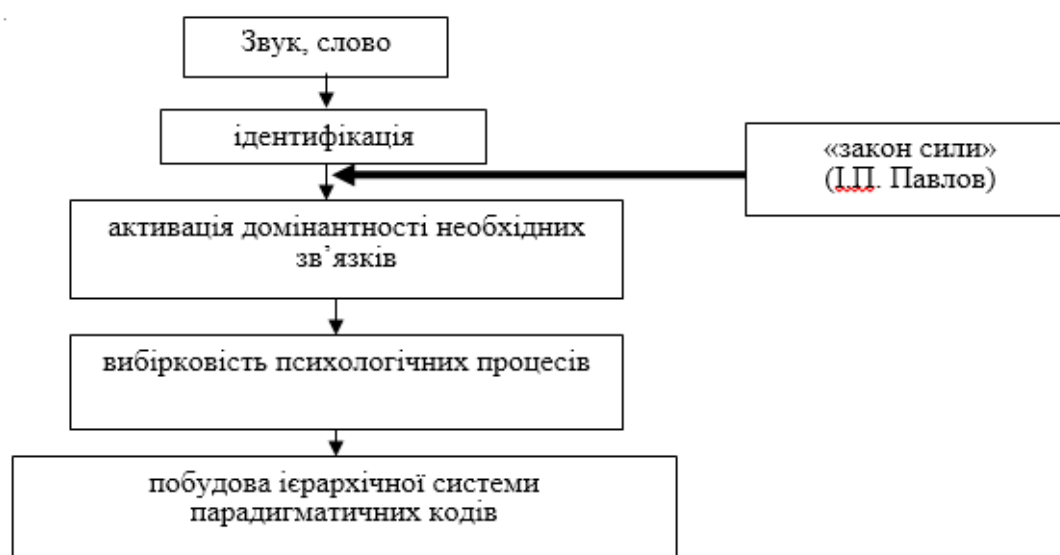 Звук, слово
ідентифікація
«закон сили»
(І.П. Павлов)
активація домінантності необхідних
зв’язків
вибірковість психологічних процесів
побудова ієрархічної системи
парадигматичних кодів